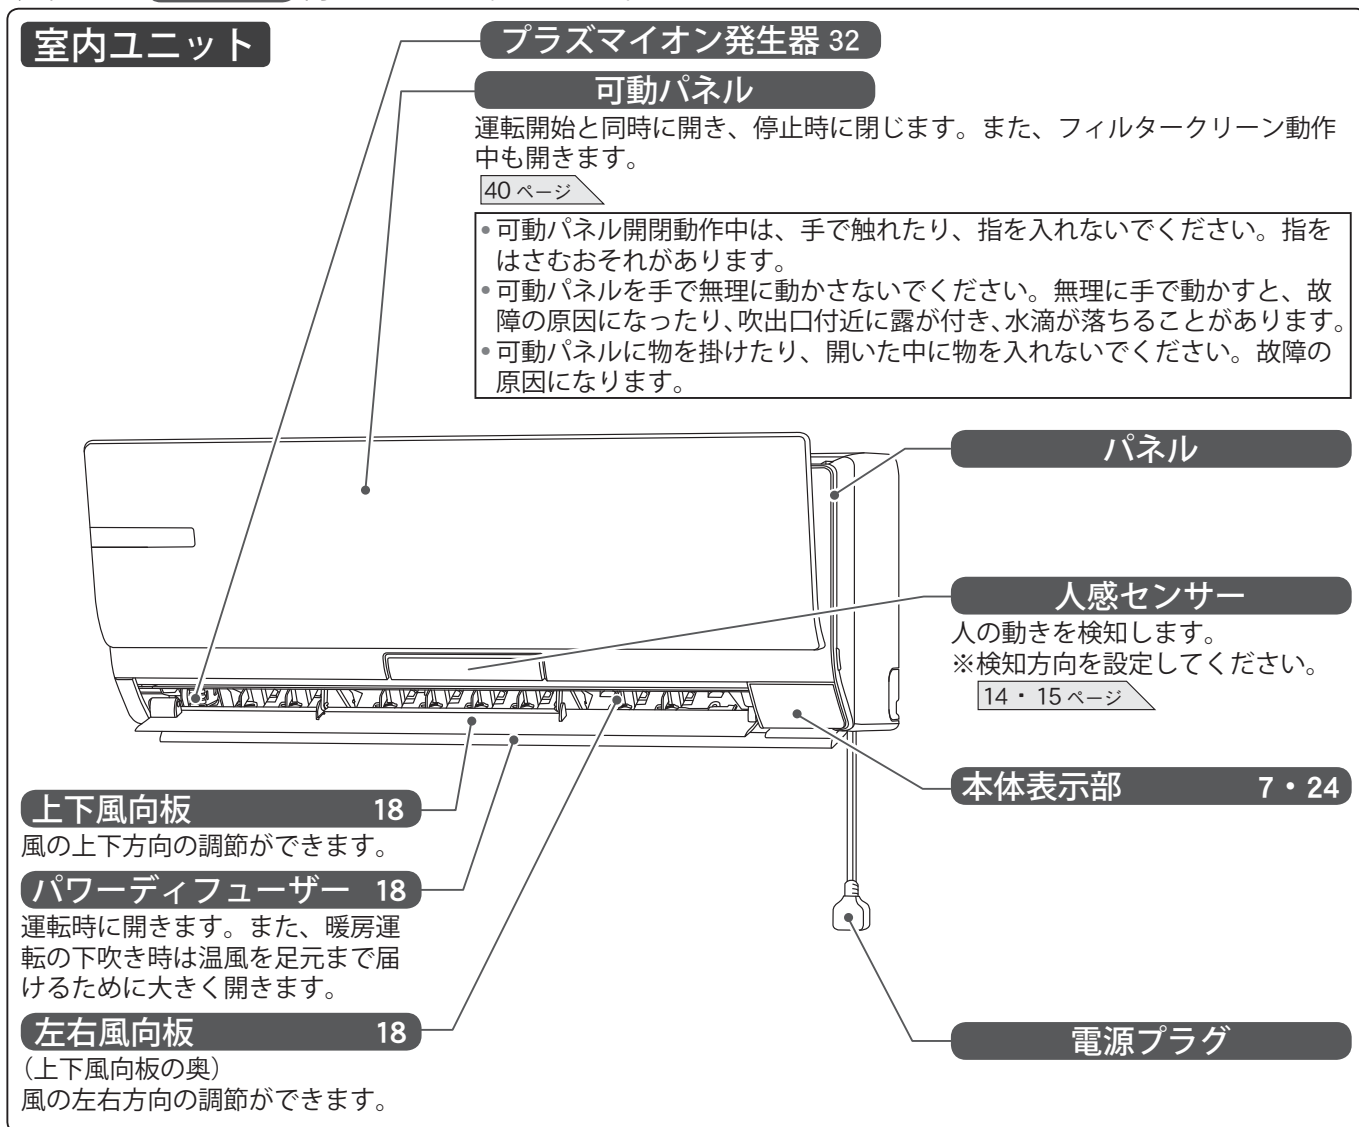 室内ユニット
プラズマイオン発生器 32
可動パネル
運転開始と同時に開き、停止時に閉じます。また、フィルタークリーン動作
中も開きます。
40 ページ
•可動パネル開閉動作中は、手で触れたり、指を入れないでください。指を
はさむおそれがあります。
•可動パネルを手で無理に動かさないでください。無理に手で動かすと、故
障の原因になったり、吹出口付近に露が付き、水滴が落ちることがあります。
•可動パネルに物を掛けたり、開いた中に物を入れないでください。故障の
原因になります。
パネル
人感センサー
人の動きを検知します。
※検知方向を設定してください。
14・15 ページ
本体表示部 7・24
上下風向板 18
風の上下方向の調節ができます。
パワーディフューザー 18
運転時に開きます。また、暖房運
転の下吹き時は温風を足元まで届
けるために大きく開きます。
左右風向板 18
（上下風向板の奥）
風の左右方向の調節ができます。
電源プラグ